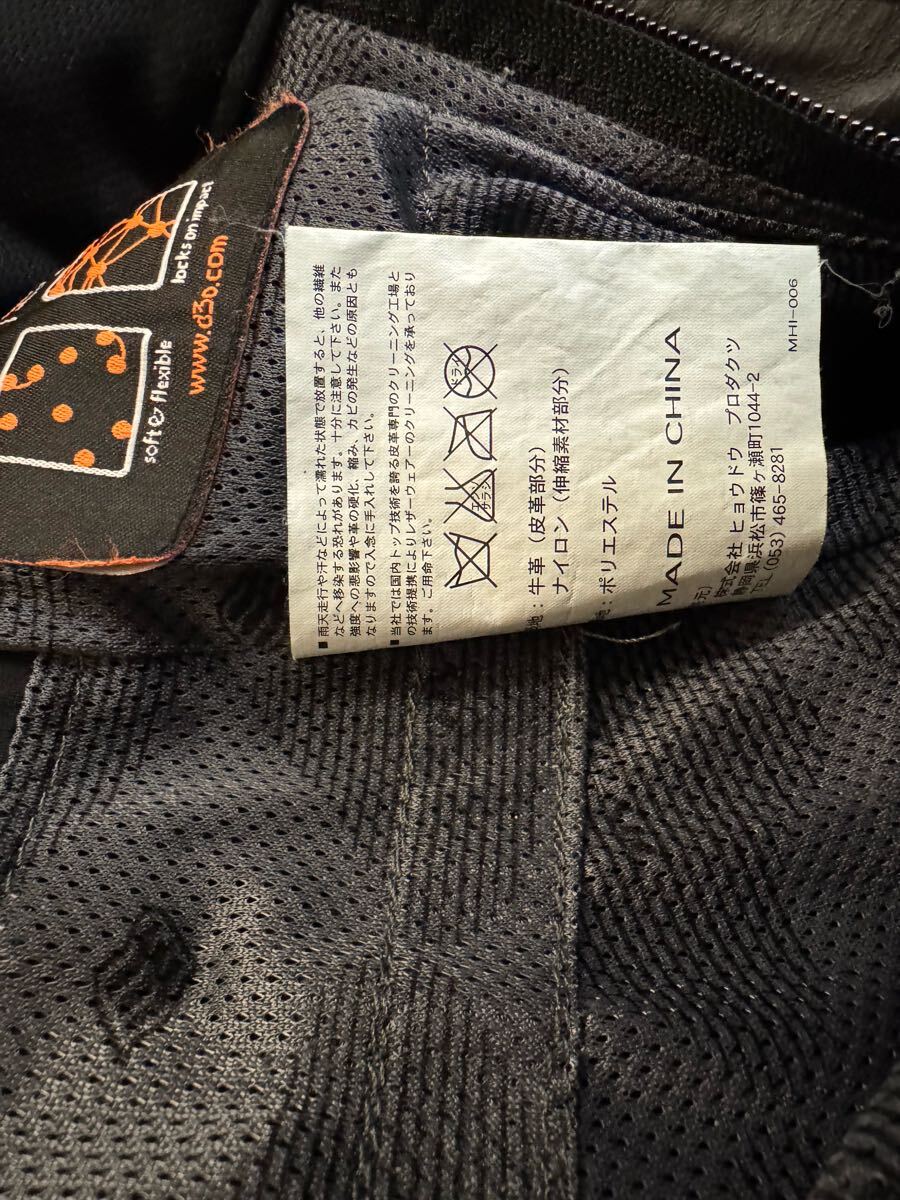 locks on impact
soft & flexible
www.d3o.com
■ 雨天走行や汗などによって濡れた状態で放置すると、他の繊維
などへ移染する恐れがあります。十分に注意して下さい。また
強度への悪影響や革の硬化、縮み、カビの発生などの原因とも
なりますので入念に手入れして下さい。
■ 当社では国内トップ技術を誇る皮革専門のクリーニング工場と
の技術提携によりレザーウェアーのクリーニングを承っており
ます。ご用命下さい。
エンソサラシ
ドライ
地：牛革（皮革部分）
ナイロン（伸縮素材部分）
地：ポリエステル
MADE IN CHINA
元）
株式会社 ヒョウドウ プロダクツ
静岡県浜松市篠ヶ瀬町1044-2
TEL(053) 465-8281
MHI-006